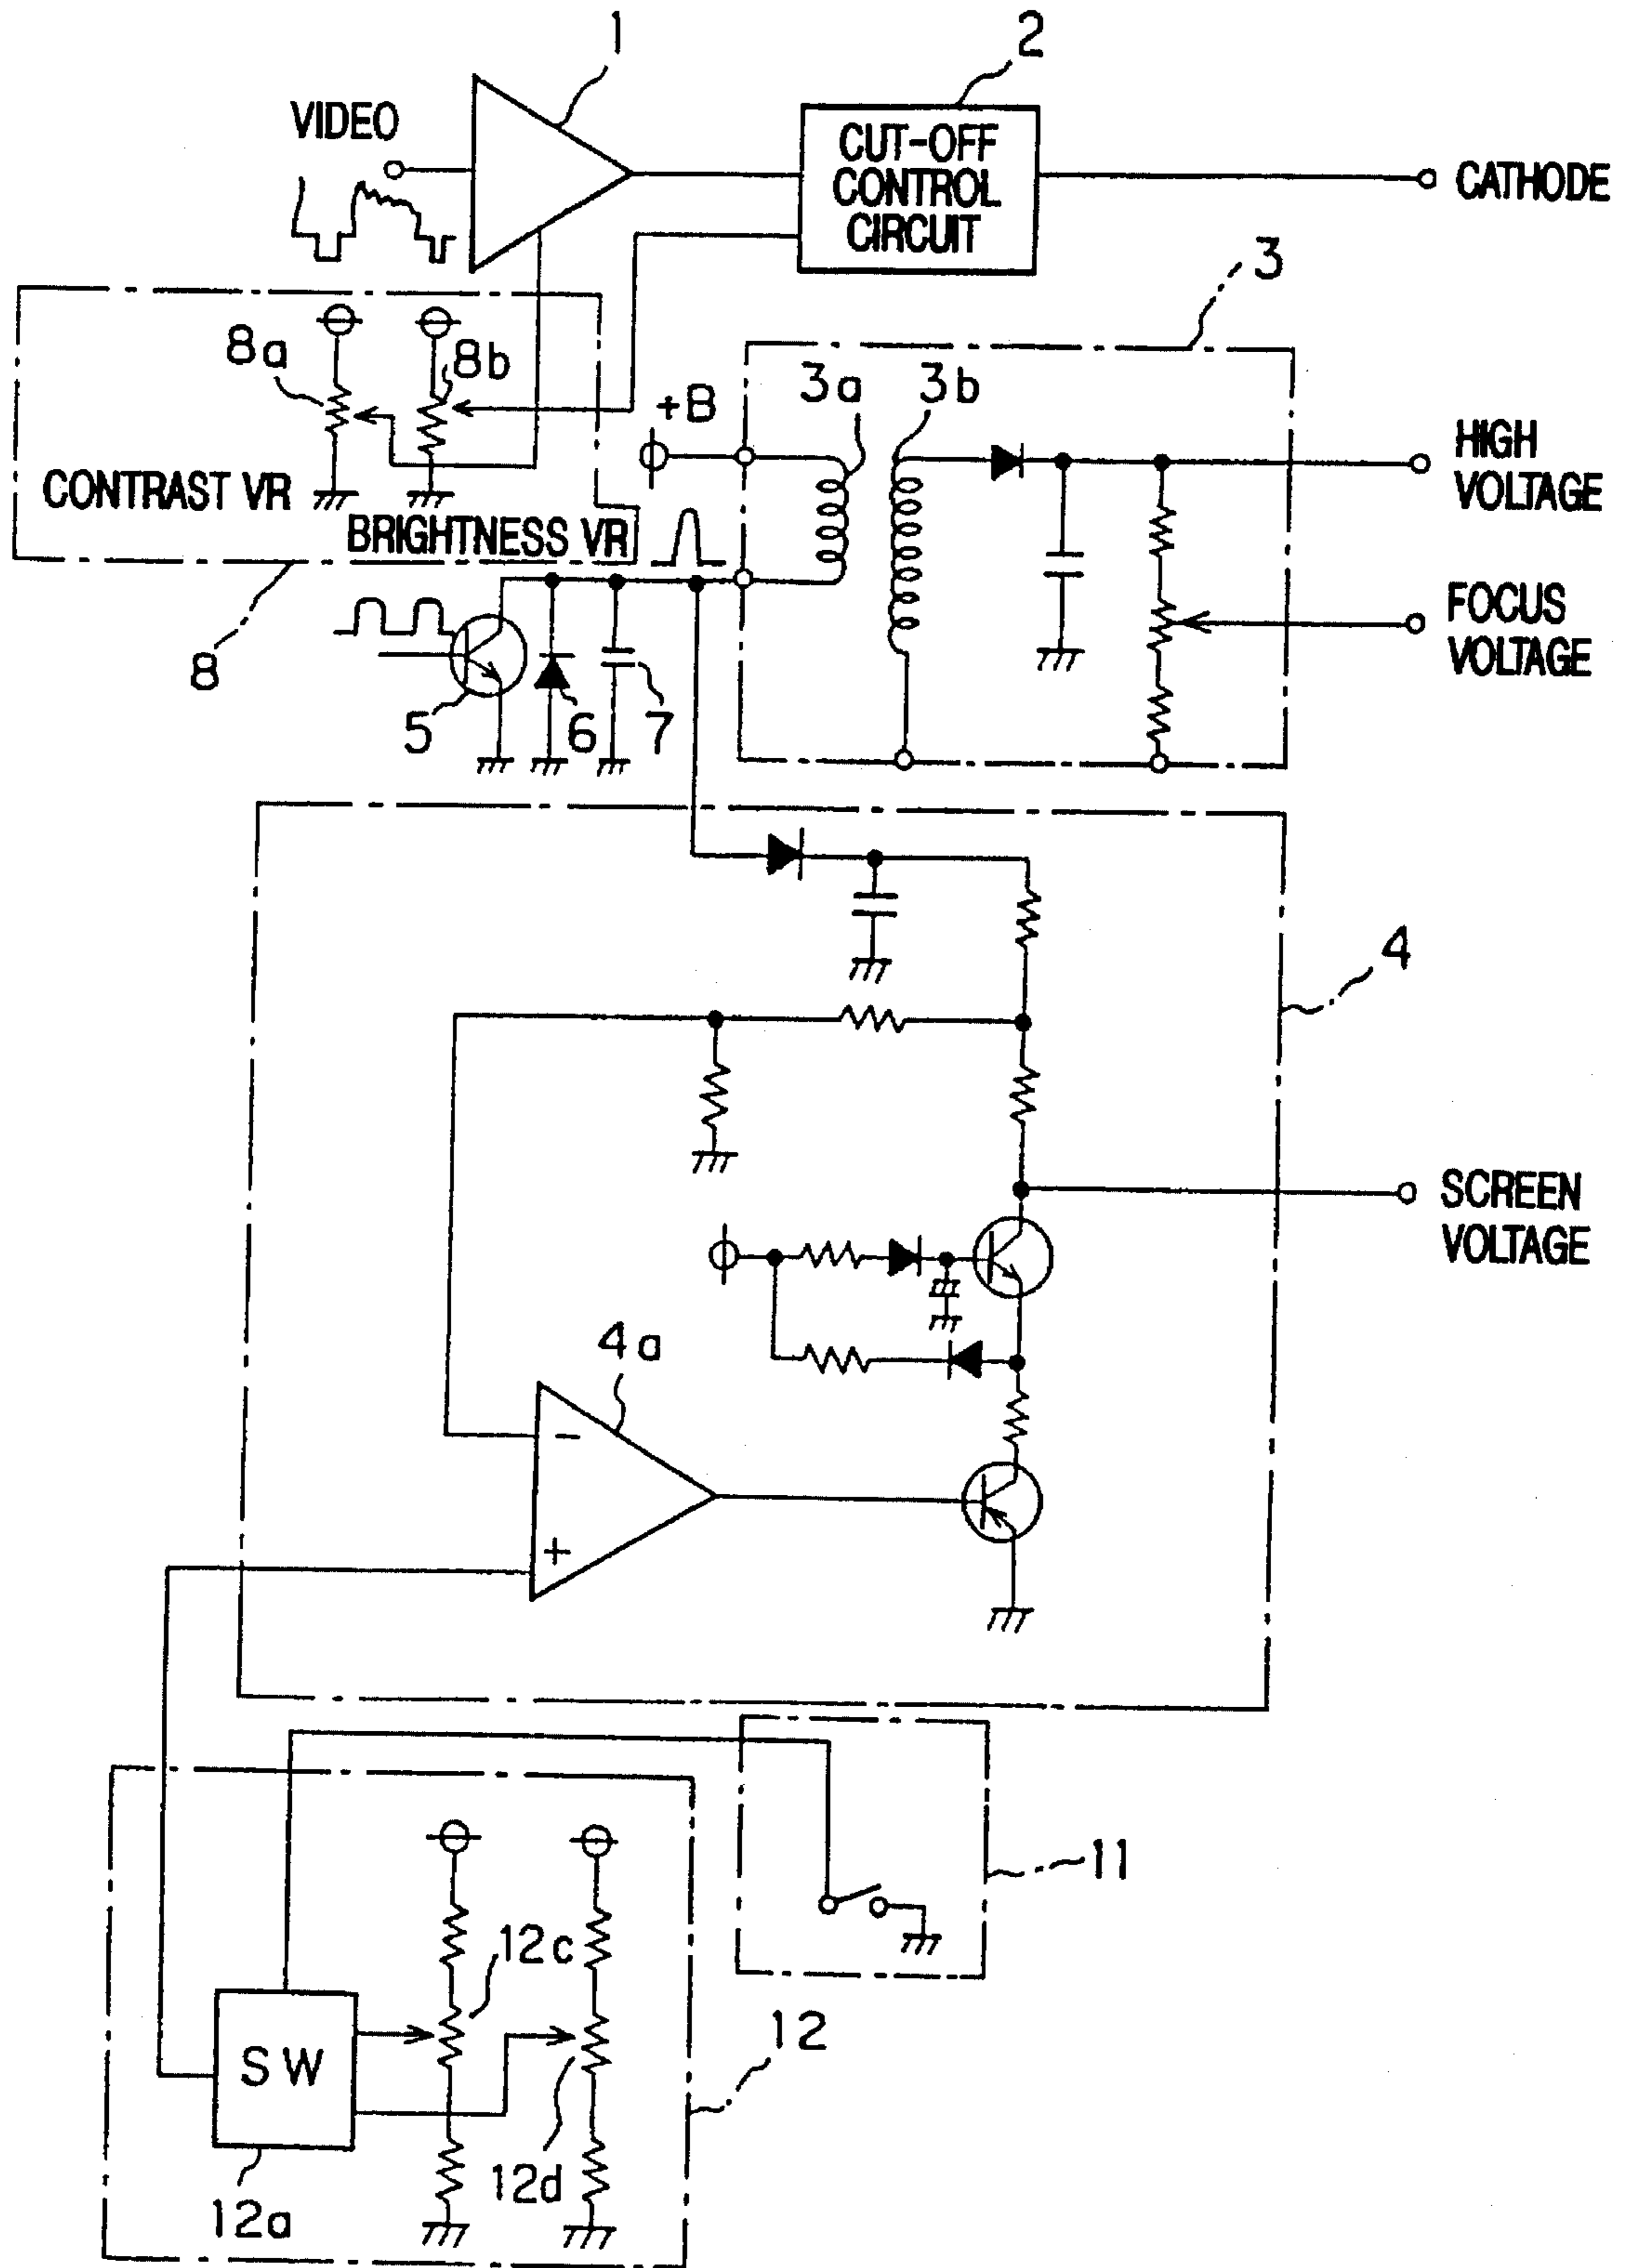 1
2
VIDEO
CUT-OFF
CONTROL
CIRCUIT
CATHODE
3
8a
8b
3a
3b
+B
HIGH
VOLTAGE
CONTRAST VR
BRIGHTNESS VR
FOCUS
VOLTAGE
8
5
6
7
4
SCREEN
VOLTAGE
4a
−
+
11
12c
12
SW
12d
12a